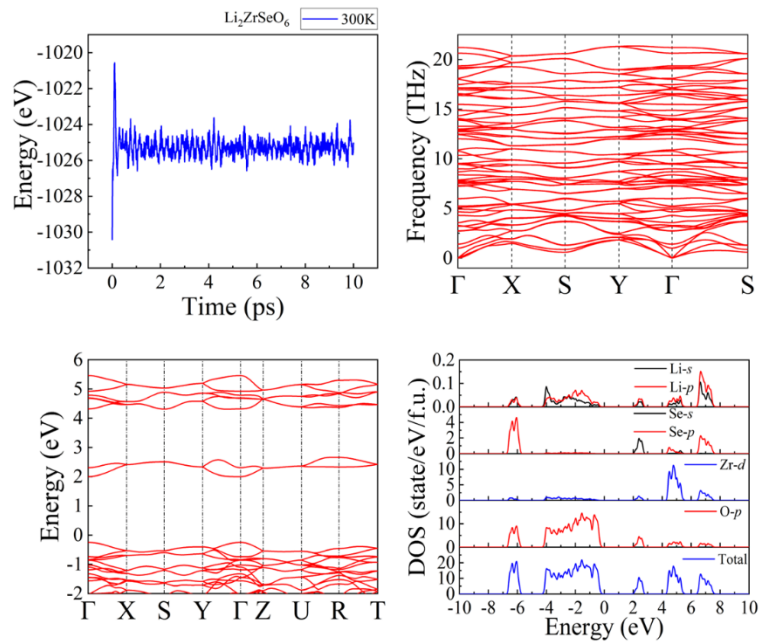 Li₂ZrSeO₆ 300K
-1020
-1022
-1024
-1026
-1028
-1030
-1032
Energy (eV)
0 2 4 6 8 10
Time (ps)
20
15
10
5
0
Frequency (THz)
Γ X S Y Γ S
6
5
4
3
2
1
0
-1
-2
Energy (eV)
Γ X S Y Γ Z U R T
0.2
0.1
0.0
Li-s
Li-p
4
2
0
Se-s
Se-p
10
5
0
Zr-d
10
0
O-p
20
10
0
Total
DOS (state/eV/f.u.)
-10 -8 -6 -4 -2 0 2 4 6 8 10
Energy (eV)